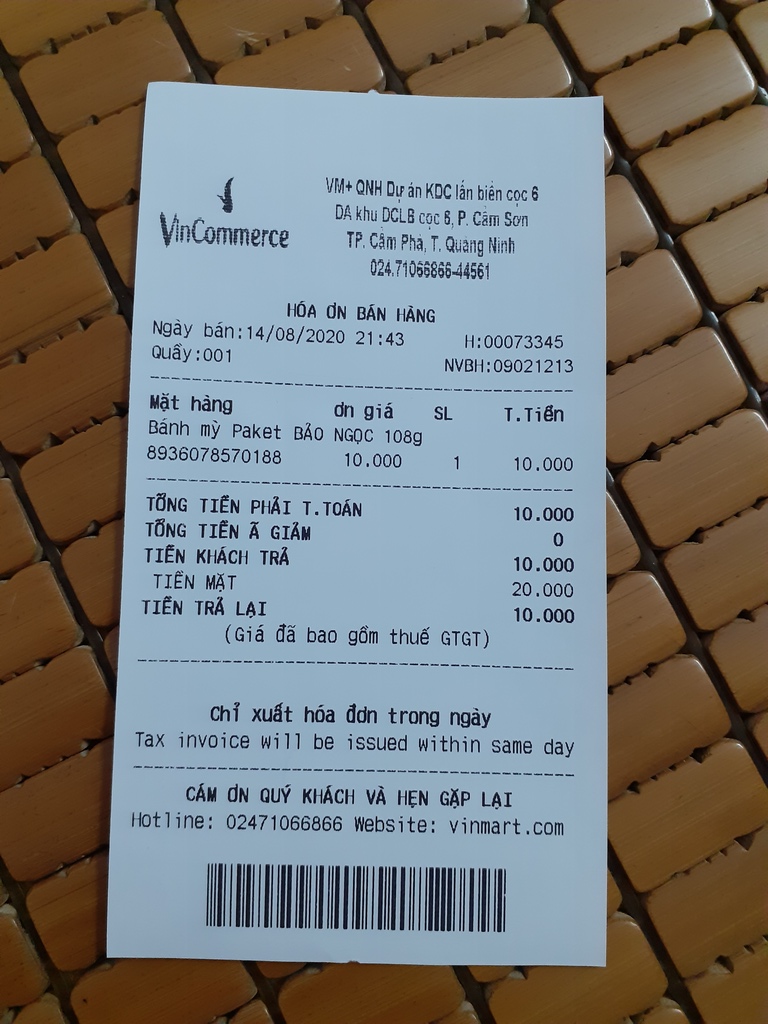 VinCommerce
VM+ QNH Dự án KDC lấn biển cọc 6
DA khu DCLB cọc 6, P. Cẩm Sơn
TP. Cẩm Phả, T. Quảng Ninh
024.71066866-44561
HÓA ƠN BÁN HÀNG
Ngày bán:14/08/2020 21:43 H:00073345
Quầy:001 NVBH:09021213
Mặt hàng ơn giá SL T.Tiền
Bánh mỳ Paket BẢO NGỌC 108g
8936078570188 10.000 1 10.000
TỔNG TIỀN PHẢI T.TOÁN 10.000
TỔNG TIỀN Ã GIẢM 0
TIỀN KHÁCH TRẢ 10.000
TIỀN MẶT 20.000
TIỀN TRẢ LẠI 10.000
(Giá đã bao gồm thuế GTGT)
Chỉ xuất hóa đơn trong ngày
Tax invoice will be issued within same day
CÁM ƠN QUÝ KHÁCH VÀ HẸN GẶP LẠI
Hotline: 02471066866 Website: vinmart.com